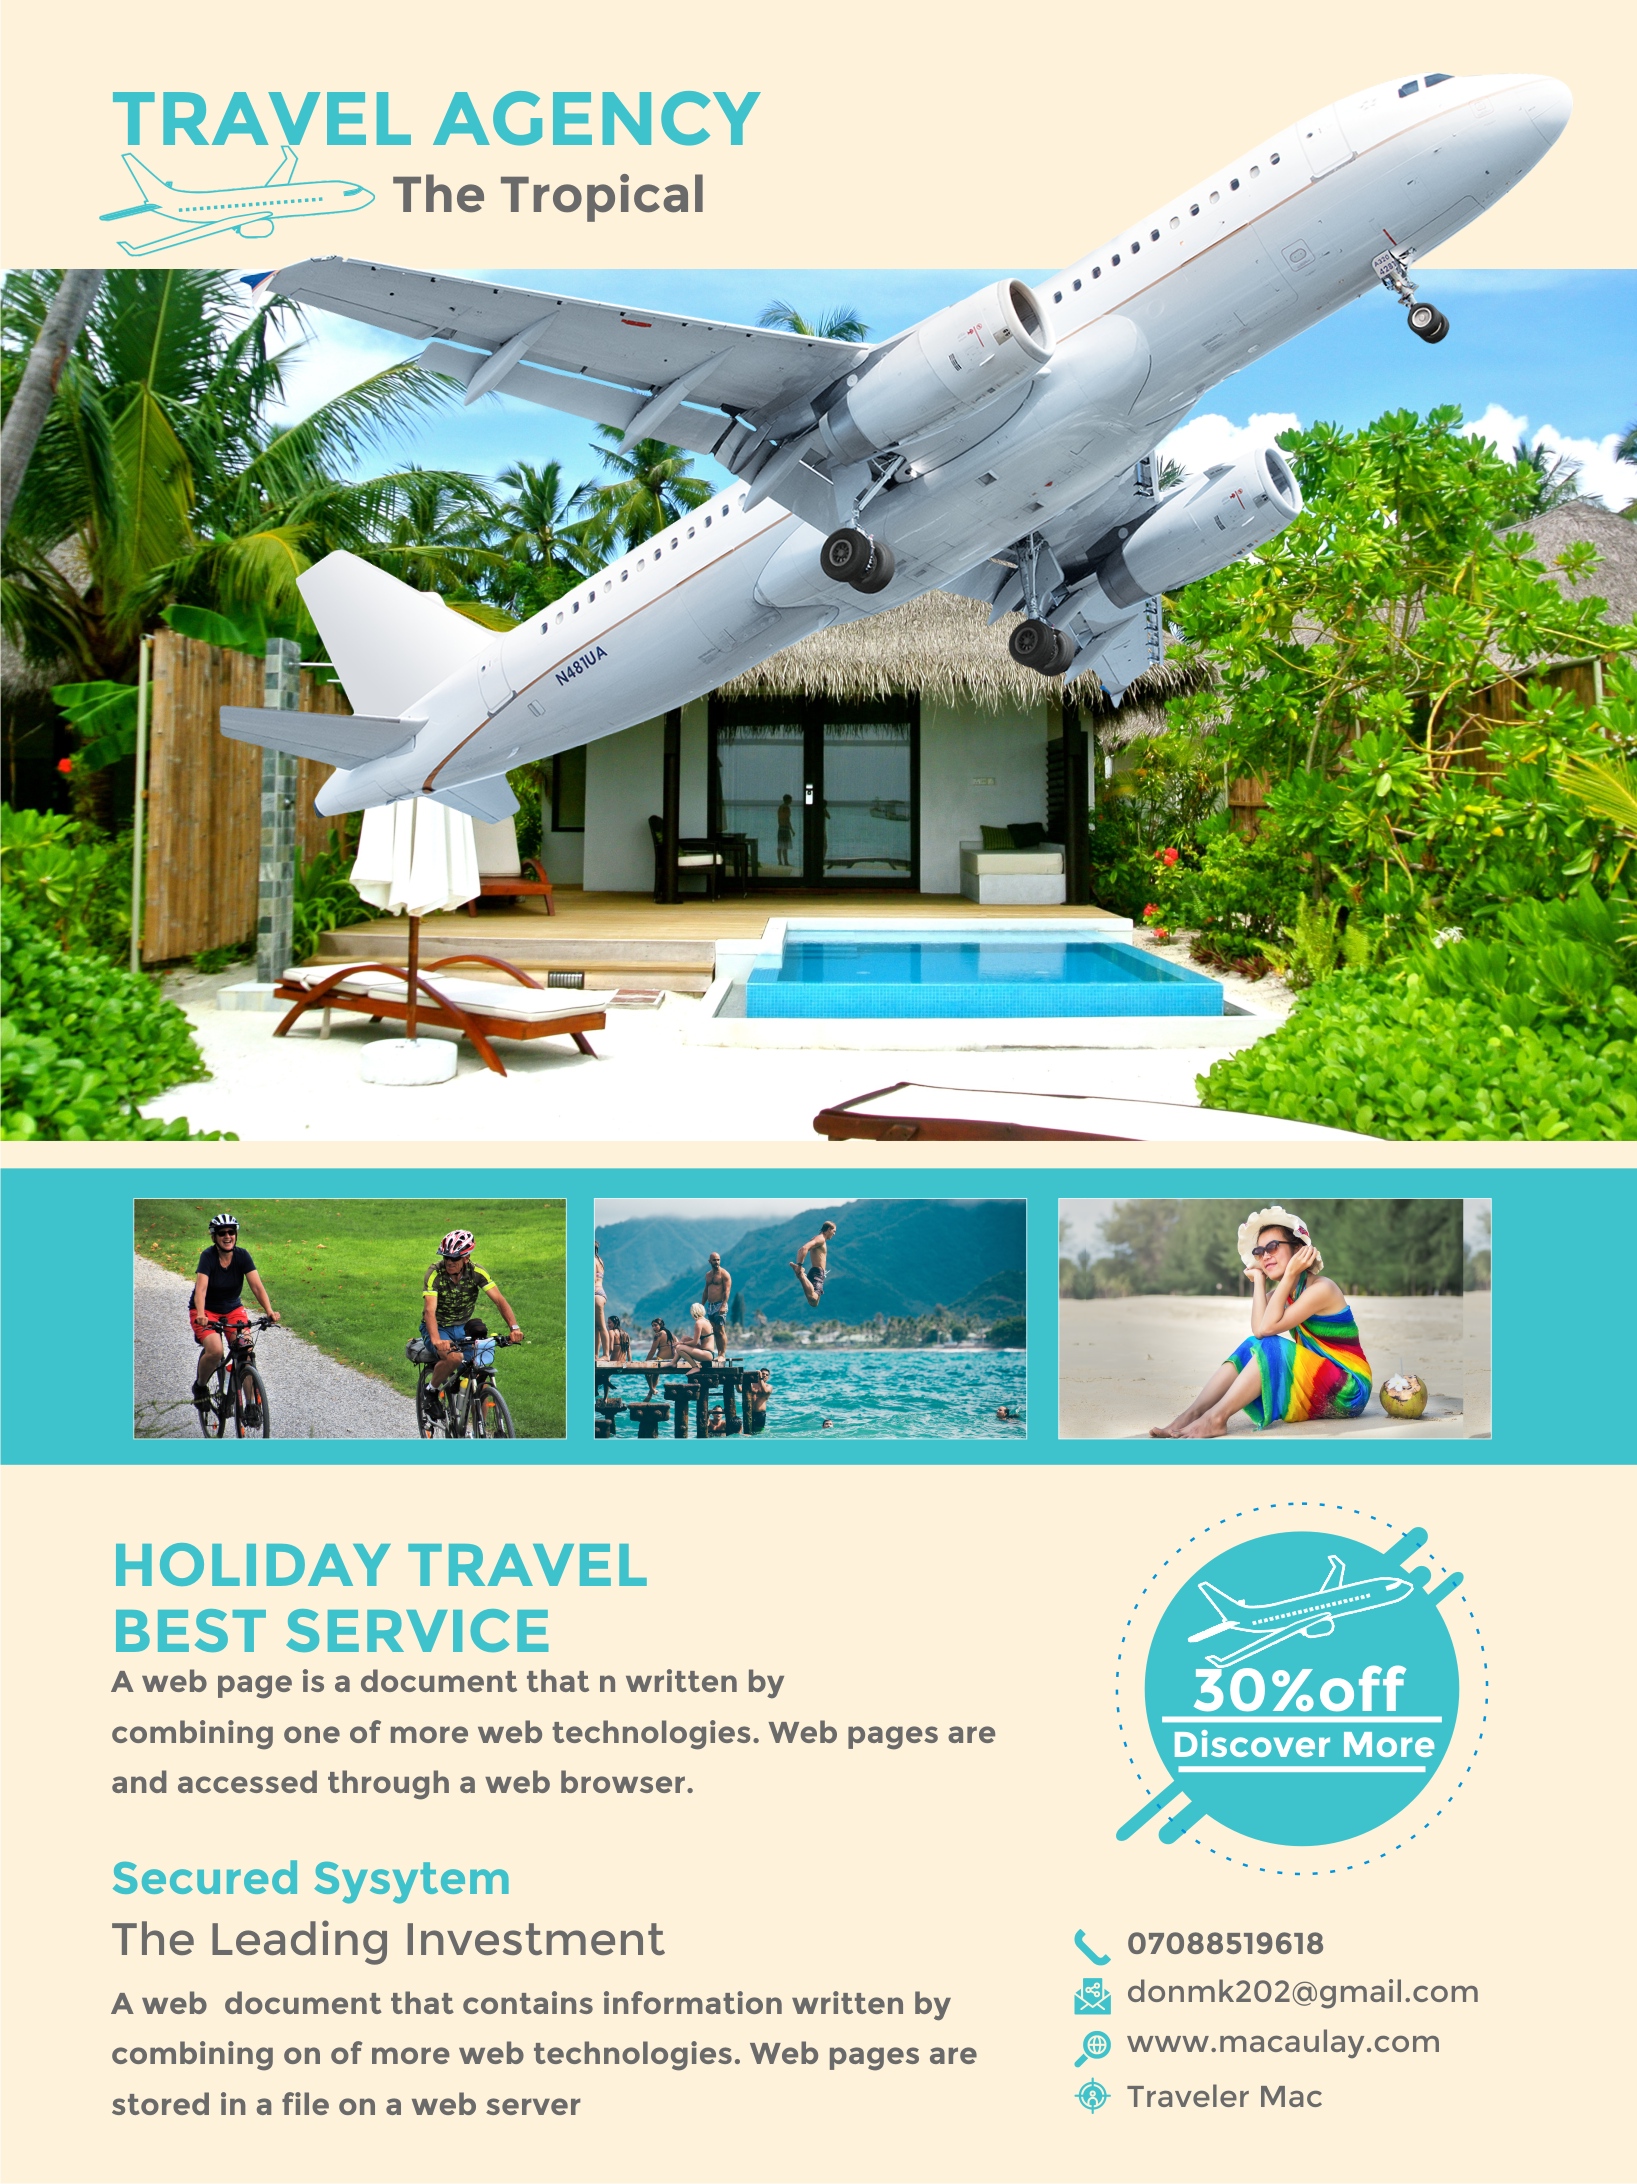 TRAVEL AGENCY
The Tropical
N481UA
HOLIDAY TRAVEL
BEST SERVICE
A web page is a document that n written by
combining one of more web technologies. Web pages are
and accessed through a web browser.
30%off
Discover More
Secured Sysytem
The Leading Investment
A web document that contains information written by
combining on of more web technologies. Web pages are
stored in a file on a web server
07088519618
donmk202@gmail.com
www.macaulay.com
Traveler Mac